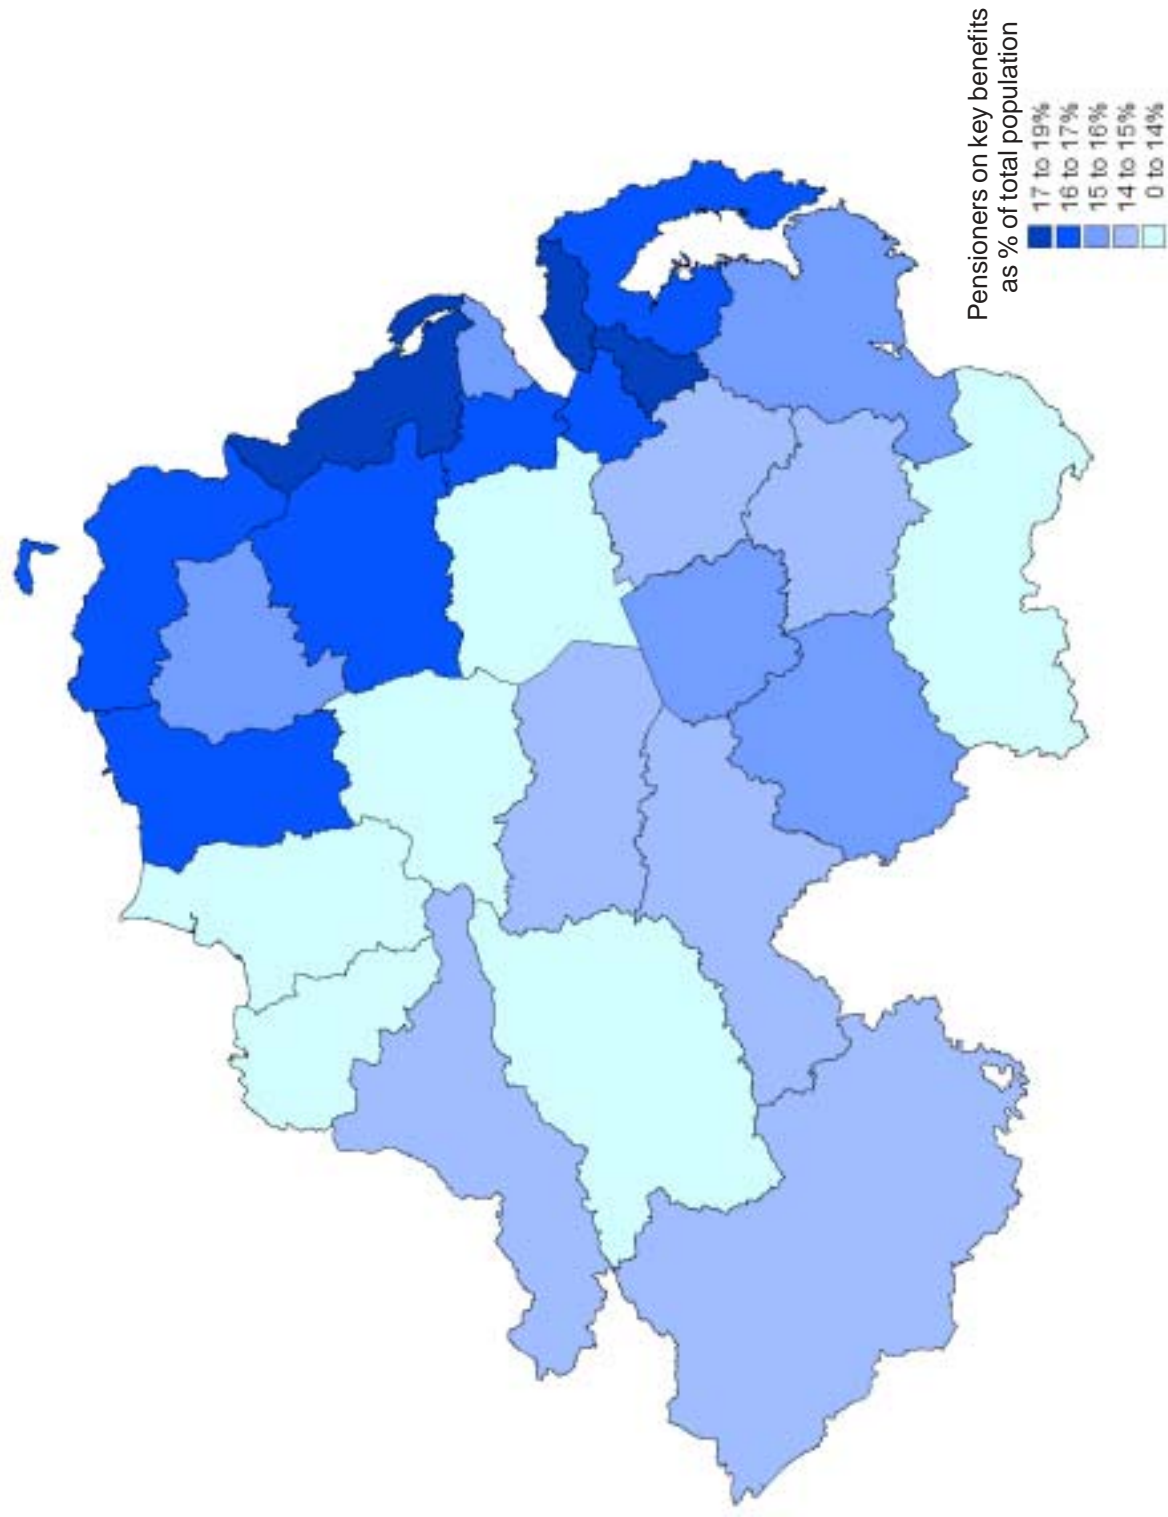 Pensioners on key benefits
as % of total population
17 to 19%
16 to 17%
15 to 16%
14 to 15%
0 to 14%